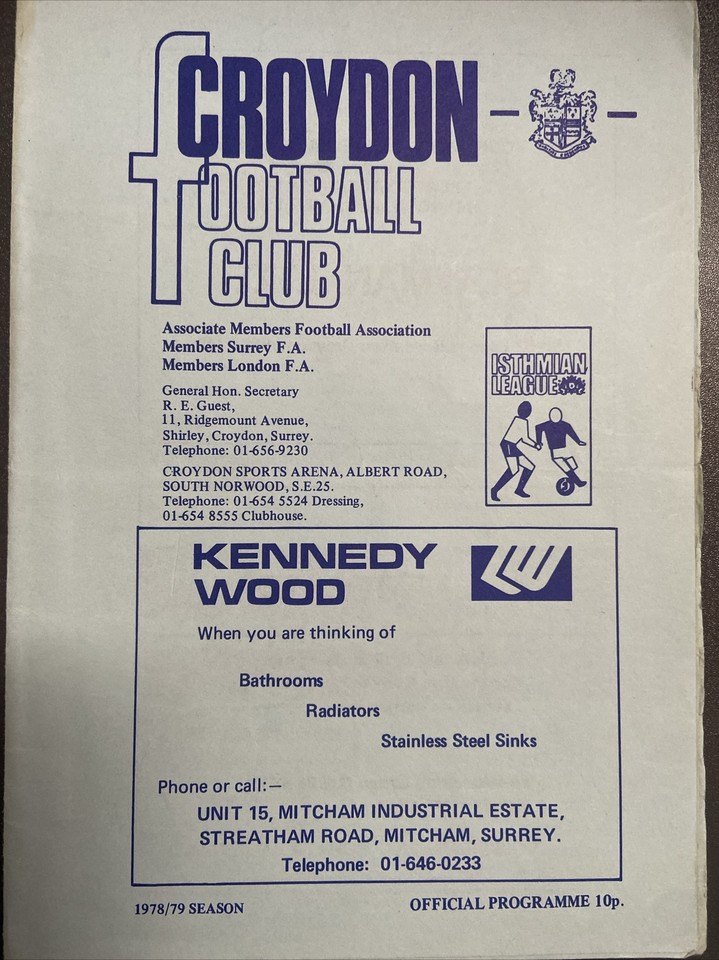 CROYDON
FOOTBALL
CLUB
Associate Members Football Association
Members Surrey F.A.
Members London F.A.
General Hon. Secretary
R. E. Guest,
11, Ridgemount Avenue,
Shirley, Croydon, Surrey.
Telephone: 01-656-9230
CROYDON SPORTS ARENA, ALBERT ROAD,
SOUTH NORWOOD, S.E.25.
Telephone: 01-654 5524 Dressing,
01-654 8555 Clubhouse.
ISTHMIAN
LEAGUE
KENNEDY
WOOD
When you are thinking of
Bathrooms
Radiators
Stainless Steel Sinks
Phone or call:—
UNIT 15, MITCHAM INDUSTRIAL ESTATE,
STREATHAM ROAD, MITCHAM, SURREY.
Telephone: 01-646-0233
1978/79 SEASON
OFFICIAL PROGRAMME 10p.